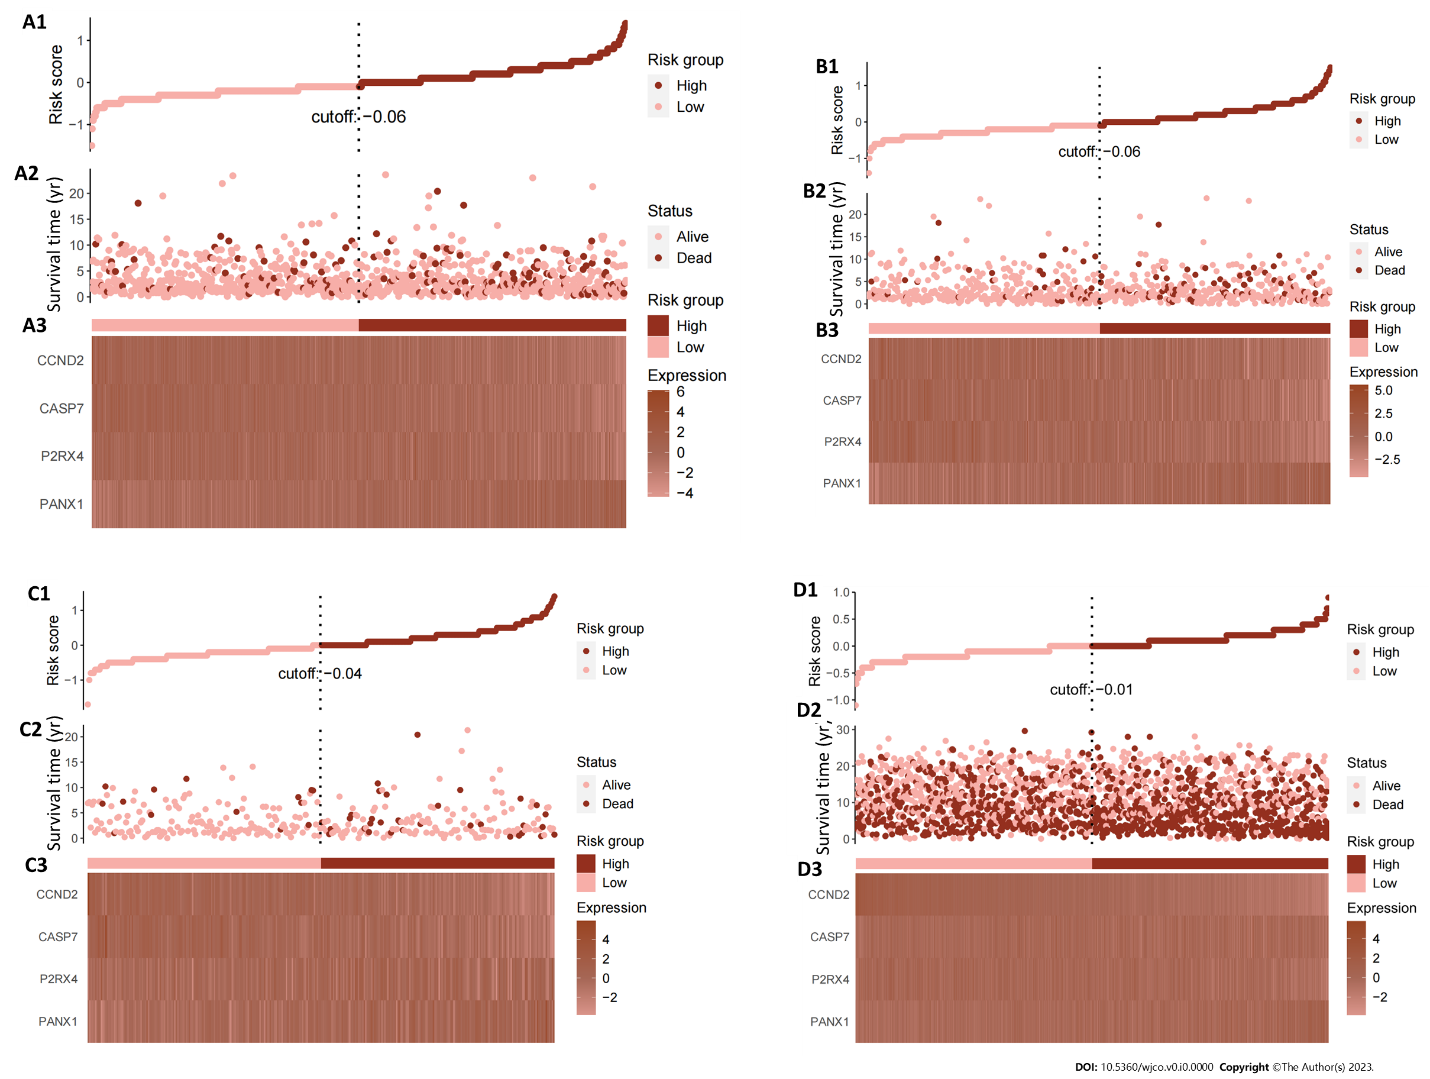 A1
Risk score
1
0
−1
cutoff: −0.06
Risk group
High
Low
A2
Survival time (yr)
20
15
10
5
0
Status
Alive
Dead
A3
Risk group
High
Low
CCND2
CASP7
P2RX4
PANX1
Expression
6
4
2
0
−2
−4
B1
Risk score
1
0
−1
cutoff: −0.06
Risk group
High
Low
B2
Survival time (yr)
20
15
10
5
0
Status
Alive
Dead
B3
Risk group
High
Low
CCND2
CASP7
P2RX4
PANX1
Expression
5.0
2.5
0.0
−2.5
C1
Risk score
1
0
−1
cutoff: −0.04
Risk group
High
Low
C2
Survival time (yr)
20
15
10
5
0
Status
Alive
Dead
C3
Risk group
High
Low
CCND2
CASP7
P2RX4
PANX1
Expression
4
2
0
−2
D1
Risk score
1.0
0.5
0.0
−0.5
−1.0
cutoff: −0.01
Risk group
High
Low
D2
Survival time (yr)
30
20
10
0
Status
Alive
Dead
D3
Risk group
High
Low
CCND2
CASP7
P2RX4
PANX1
Expression
4
2
0
−2
DOI: 10.5360/wjco.v0.i0.0000 Copyright ©The Author(s) 2023.